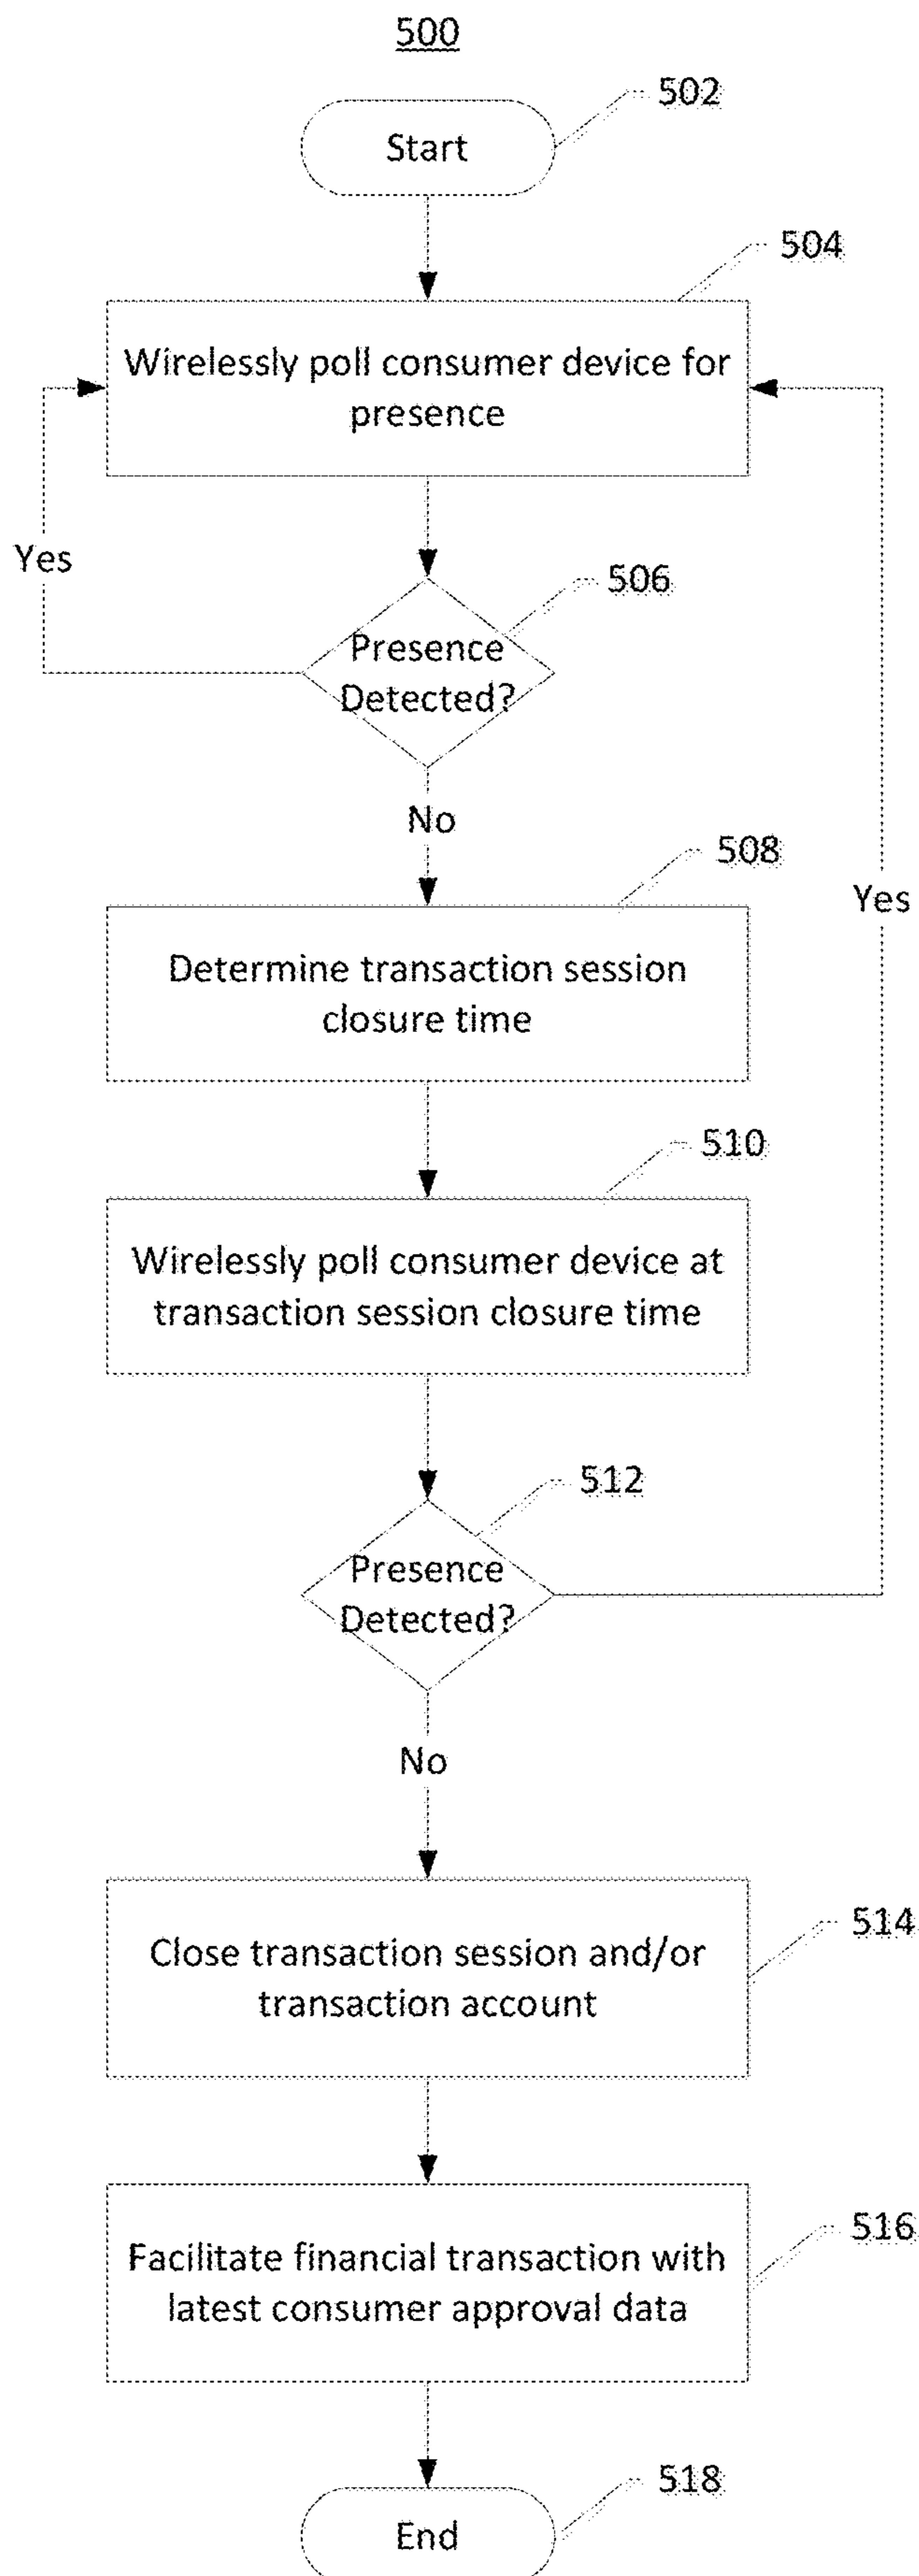 500
502
Start
504
Wirelessly poll consumer device for
presence
Yes
506
Presence
Detected?
No
508
Yes
Determine transaction session
closure time
510
Wirelessly poll consumer device at
transaction session closure time
512
Presence
Detected?
No
514
Close transaction session and/or
transaction account
516
Facilitate financial transaction with
latest consumer approval data
518
End